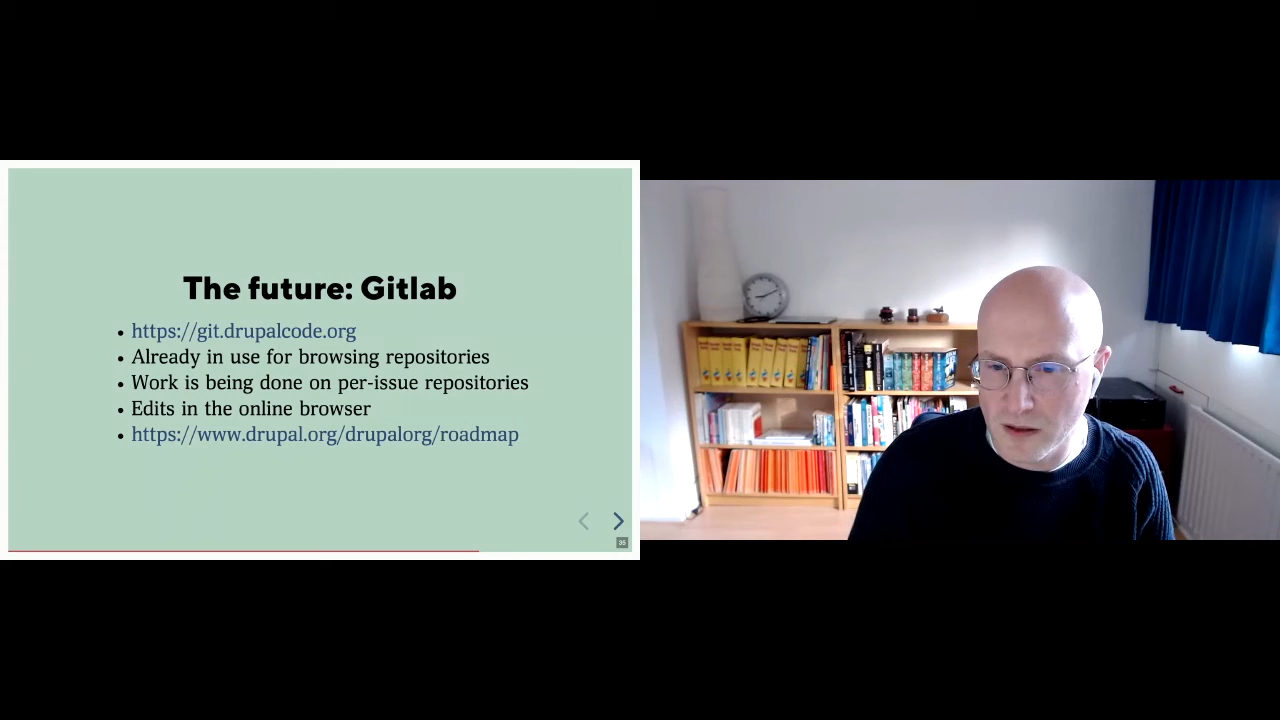 The future: Gitlab
https://git.drupalcode.org
Already in use for browsing repositories
Work is being done on per-issue repositories
Edits in the online browser
https://www.drupal.org/drupalorg/roadmap